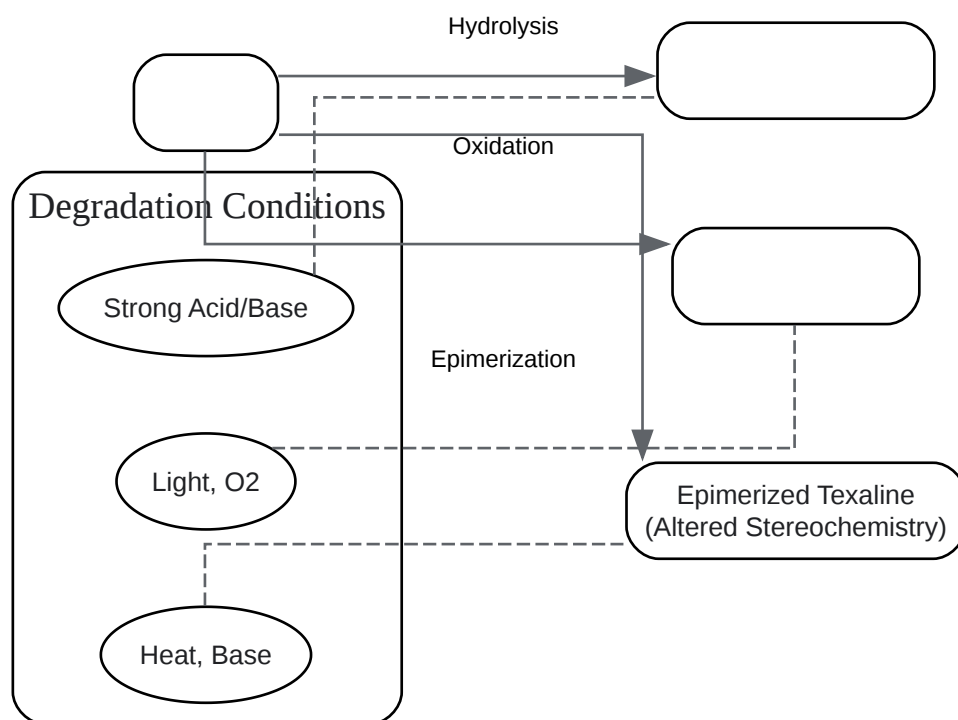 Hydrolysis
Oxidation
Degradation Conditions
Strong Acid/Base
Epimerization
Light, O2
Epimerized Texaline
(Altered Stereochemistry)
Heat, Base